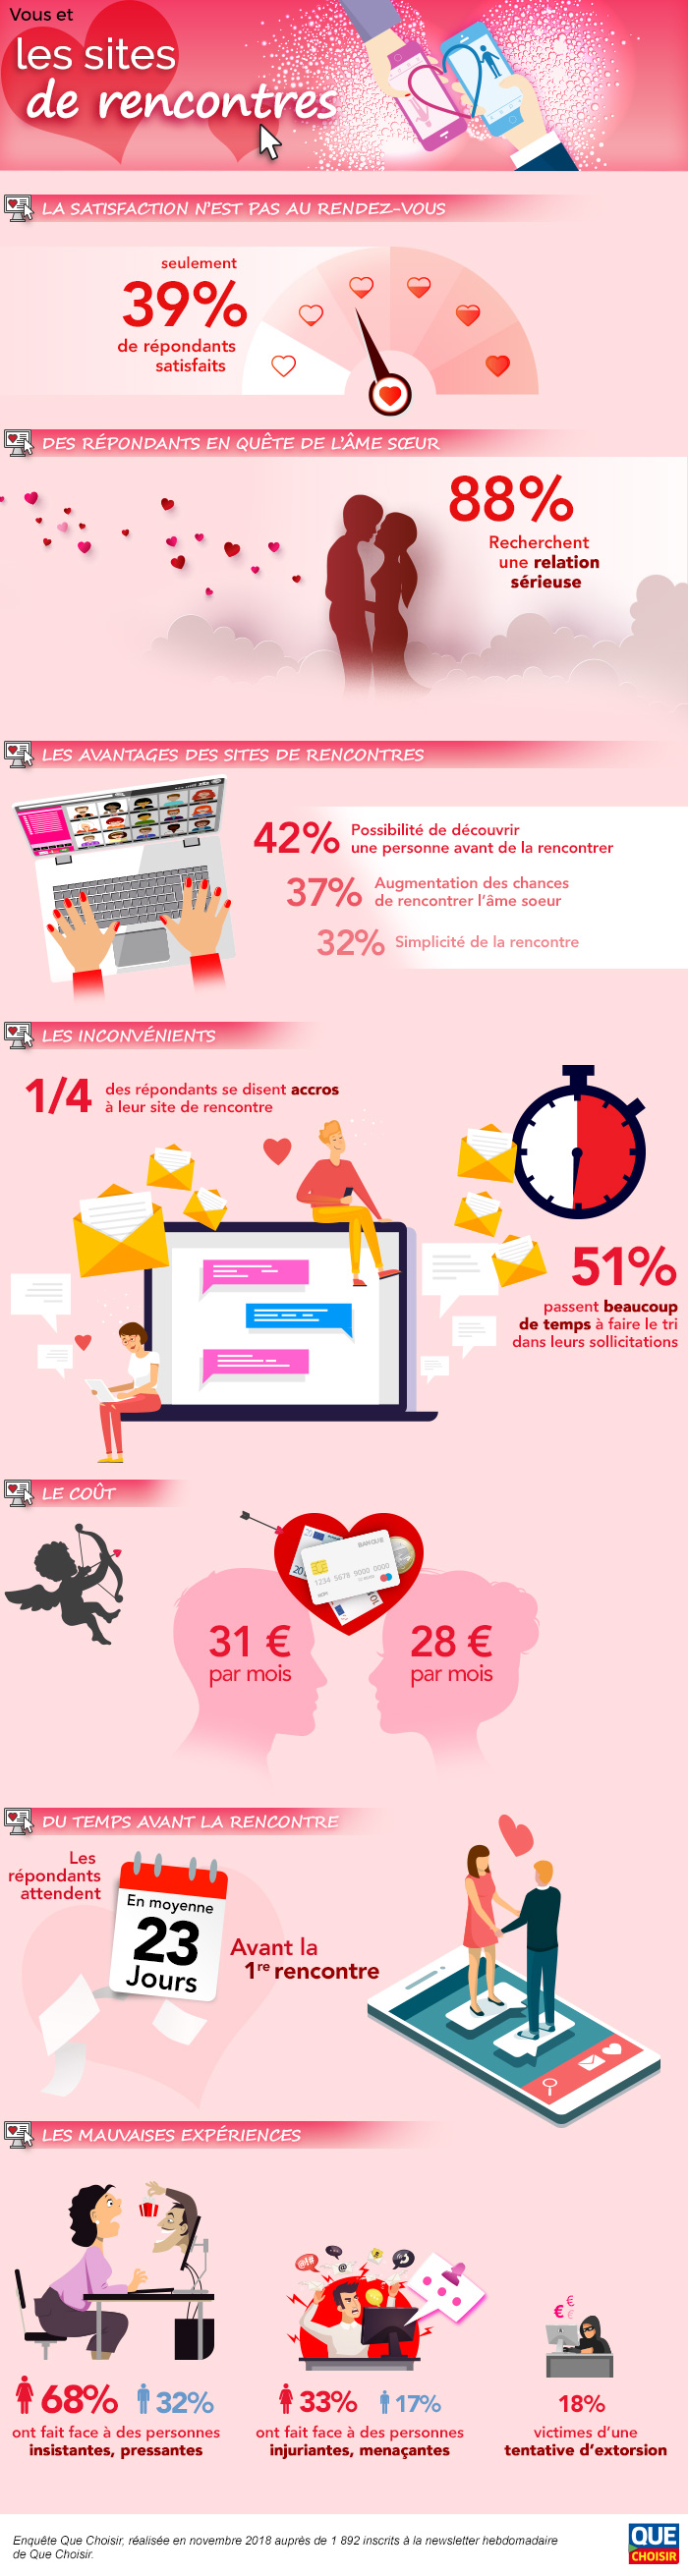 Vous et
les sites
de rencontres
LA SATISFACTION N'EST PAS AU RENDEZ-VOUS
seulement
39%
de répondants
satisfaits
DES RÉPONDANTS EN QUÊTE DE L'ÂME SŒUR
88%
Recherchent
une relation
sérieuse
LES AVANTAGES DES SITES DE RENCONTRES
42% Possibilité de découvrir
une personne avant de la rencontrer
37% Augmentation des chances
de rencontrer l'âme soeur
32% Simplicité de la rencontre
LES INCONVÉNIENTS
1/4 des répondants se disent accros
à leur site de rencontre
51%
passent beaucoup
de temps à faire le tri
dans leurs sollicitations
LE COÛT
BANQUE
1234 5678 9000 0000
31 €
par mois
28 €
par mois
DU TEMPS AVANT LA RENCONTRE
Les
répondants
attendent
En moyenne
23
Jours
Avant la
1re rencontre
LES MAUVAISES EXPÉRIENCES
68% 32%
ont fait face à des personnes
insistantes, pressantes
33% 17%
ont fait face à des personnes
injuriantes, menaçantes
€ € €
18%
victimes d'une
tentative d'extorsion
Enquête Que Choisir, réalisée en novembre 2018 auprès de 1 892 inscrits à la newsletter hebdomadaire
de Que Choisir.
QUE
CHOISIR